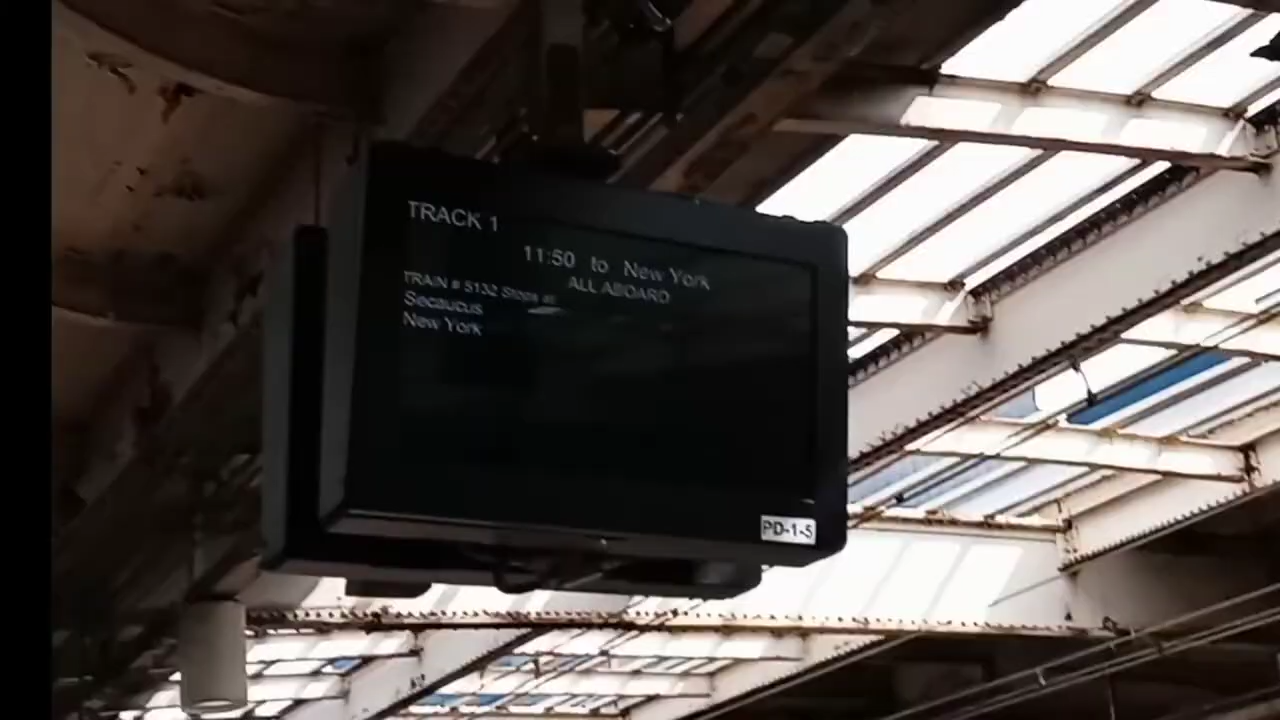 TRACK 1
11:50 to New York
ALL ABOARD
TRAIN # 5132 Stops at
Secaucus
New York
PD-1-5